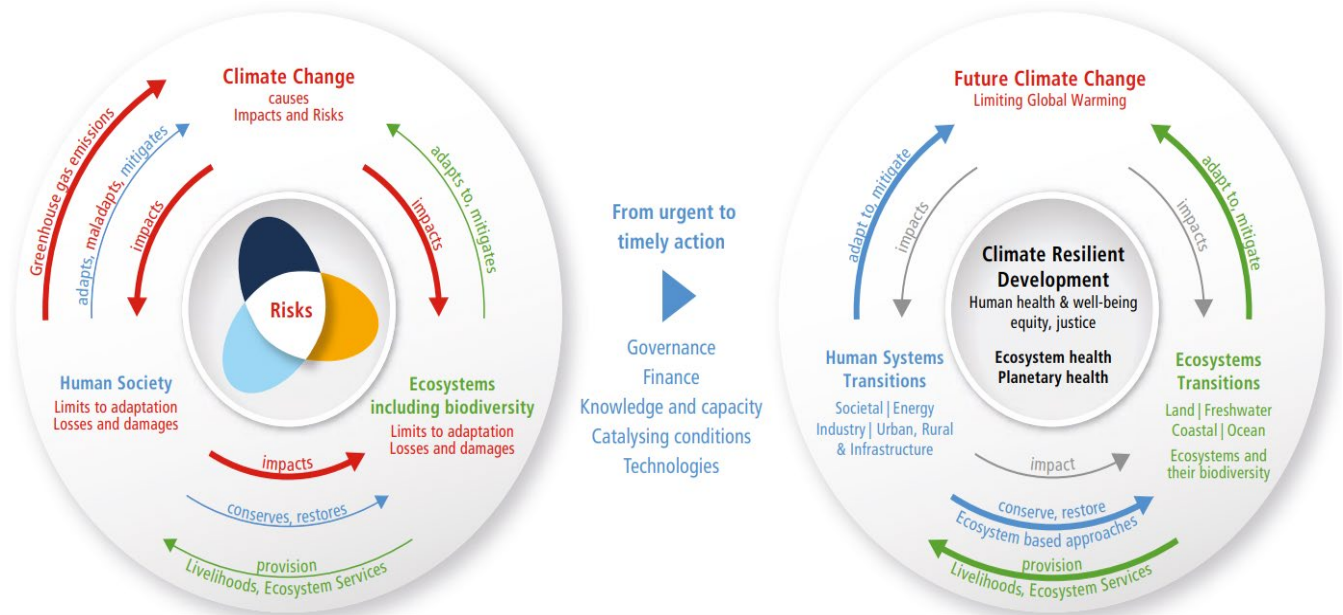 Climate Change
causes
Impacts and Risks
Greenhouse gas emissions
adapts, maladapts, mitigates
impacts
impacts
adapts to, mitigates
Risks
Human Society
Limits to adaptation
Losses and damages
Ecosystems
including biodiversity
Limits to adaptation
Losses and damages
impacts
conserves, restores
provision
Livelihoods, Ecosystem Services
From urgent to
timely action
Governance
Finance
Knowledge and capacity
Catalysing conditions
Technologies
Future Climate Change
Limiting Global Warming
adapt to, mitigate
impacts
impacts
adapt to, mitigate
Climate Resilient
Development
Human health & well-being
equity, justice
Ecosystem health
Planetary health
Human Systems
Transitions
Societal | Energy
Industry | Urban, Rural
& Infrastructure
Ecosystems
Transitions
Land | Freshwater
Coastal | Ocean
Ecosystems and
their biodiversity
impact
conserve, restore
Ecosystem based approaches
provision
Livelihoods, Ecosystem Services